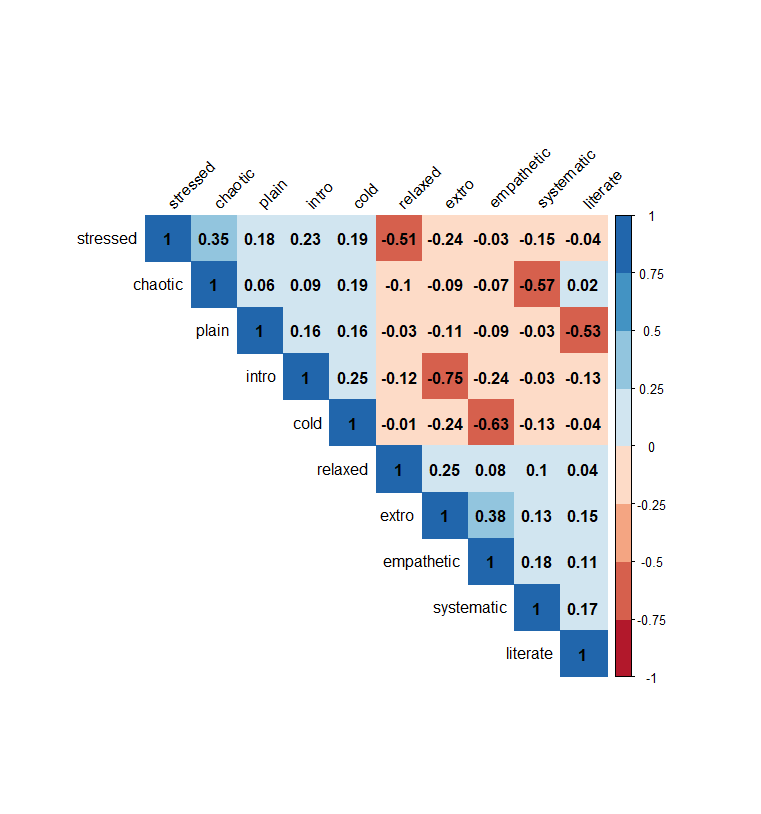 stressed chaotic plain intro cold relaxed extro empathetic systematic literate
stressed 1 0.35 0.18 0.23 0.19 -0.51 -0.24 -0.03 -0.15 -0.04
chaotic 1 0.06 0.09 0.19 -0.1 -0.09 -0.07 -0.57 0.02
plain 1 0.16 0.16 -0.03 -0.11 -0.09 -0.03 -0.53
intro 1 0.25 -0.12 -0.75 -0.24 -0.03 -0.13
cold 1 -0.01 -0.24 -0.63 -0.13 -0.04
relaxed 1 0.25 0.08 0.1 0.04
extro 1 0.38 0.13 0.15
empathetic 1 0.18 0.11
systematic 1 0.17
literate 1
1
0.75
0.5
0.25
0
-0.25
-0.5
-0.75
-1